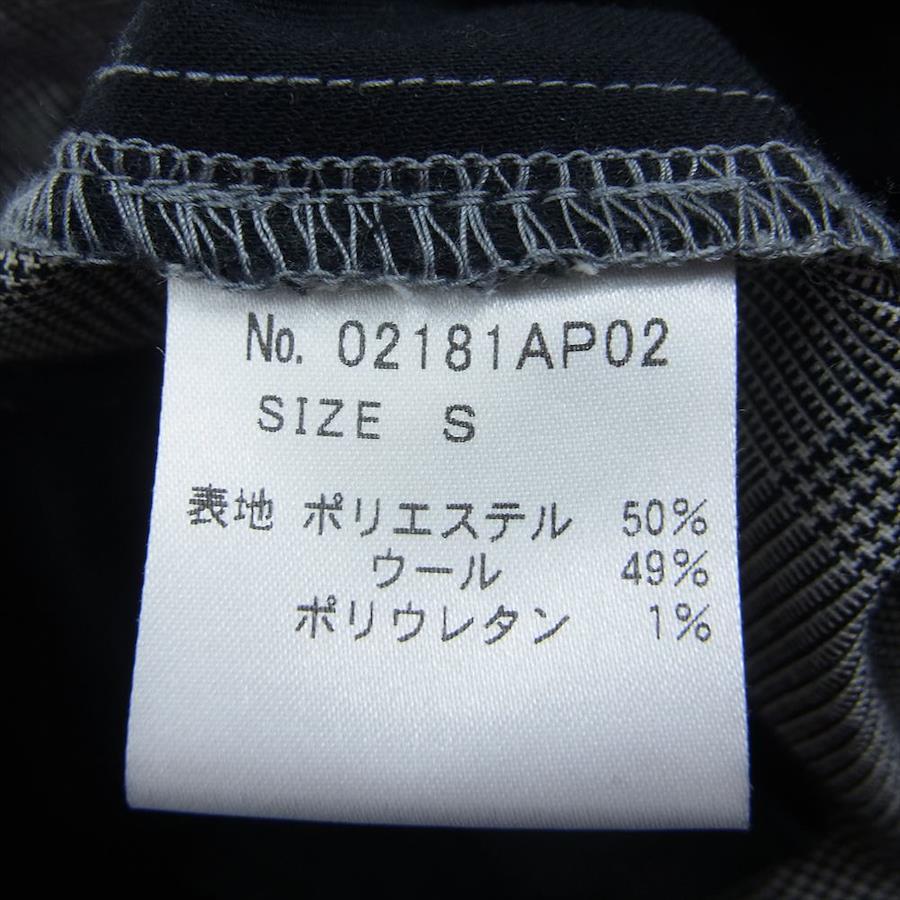 No. 02181AP02
SIZE S
表地 ポリエステル 50%
ウール 49%
ポリウレタン 1%